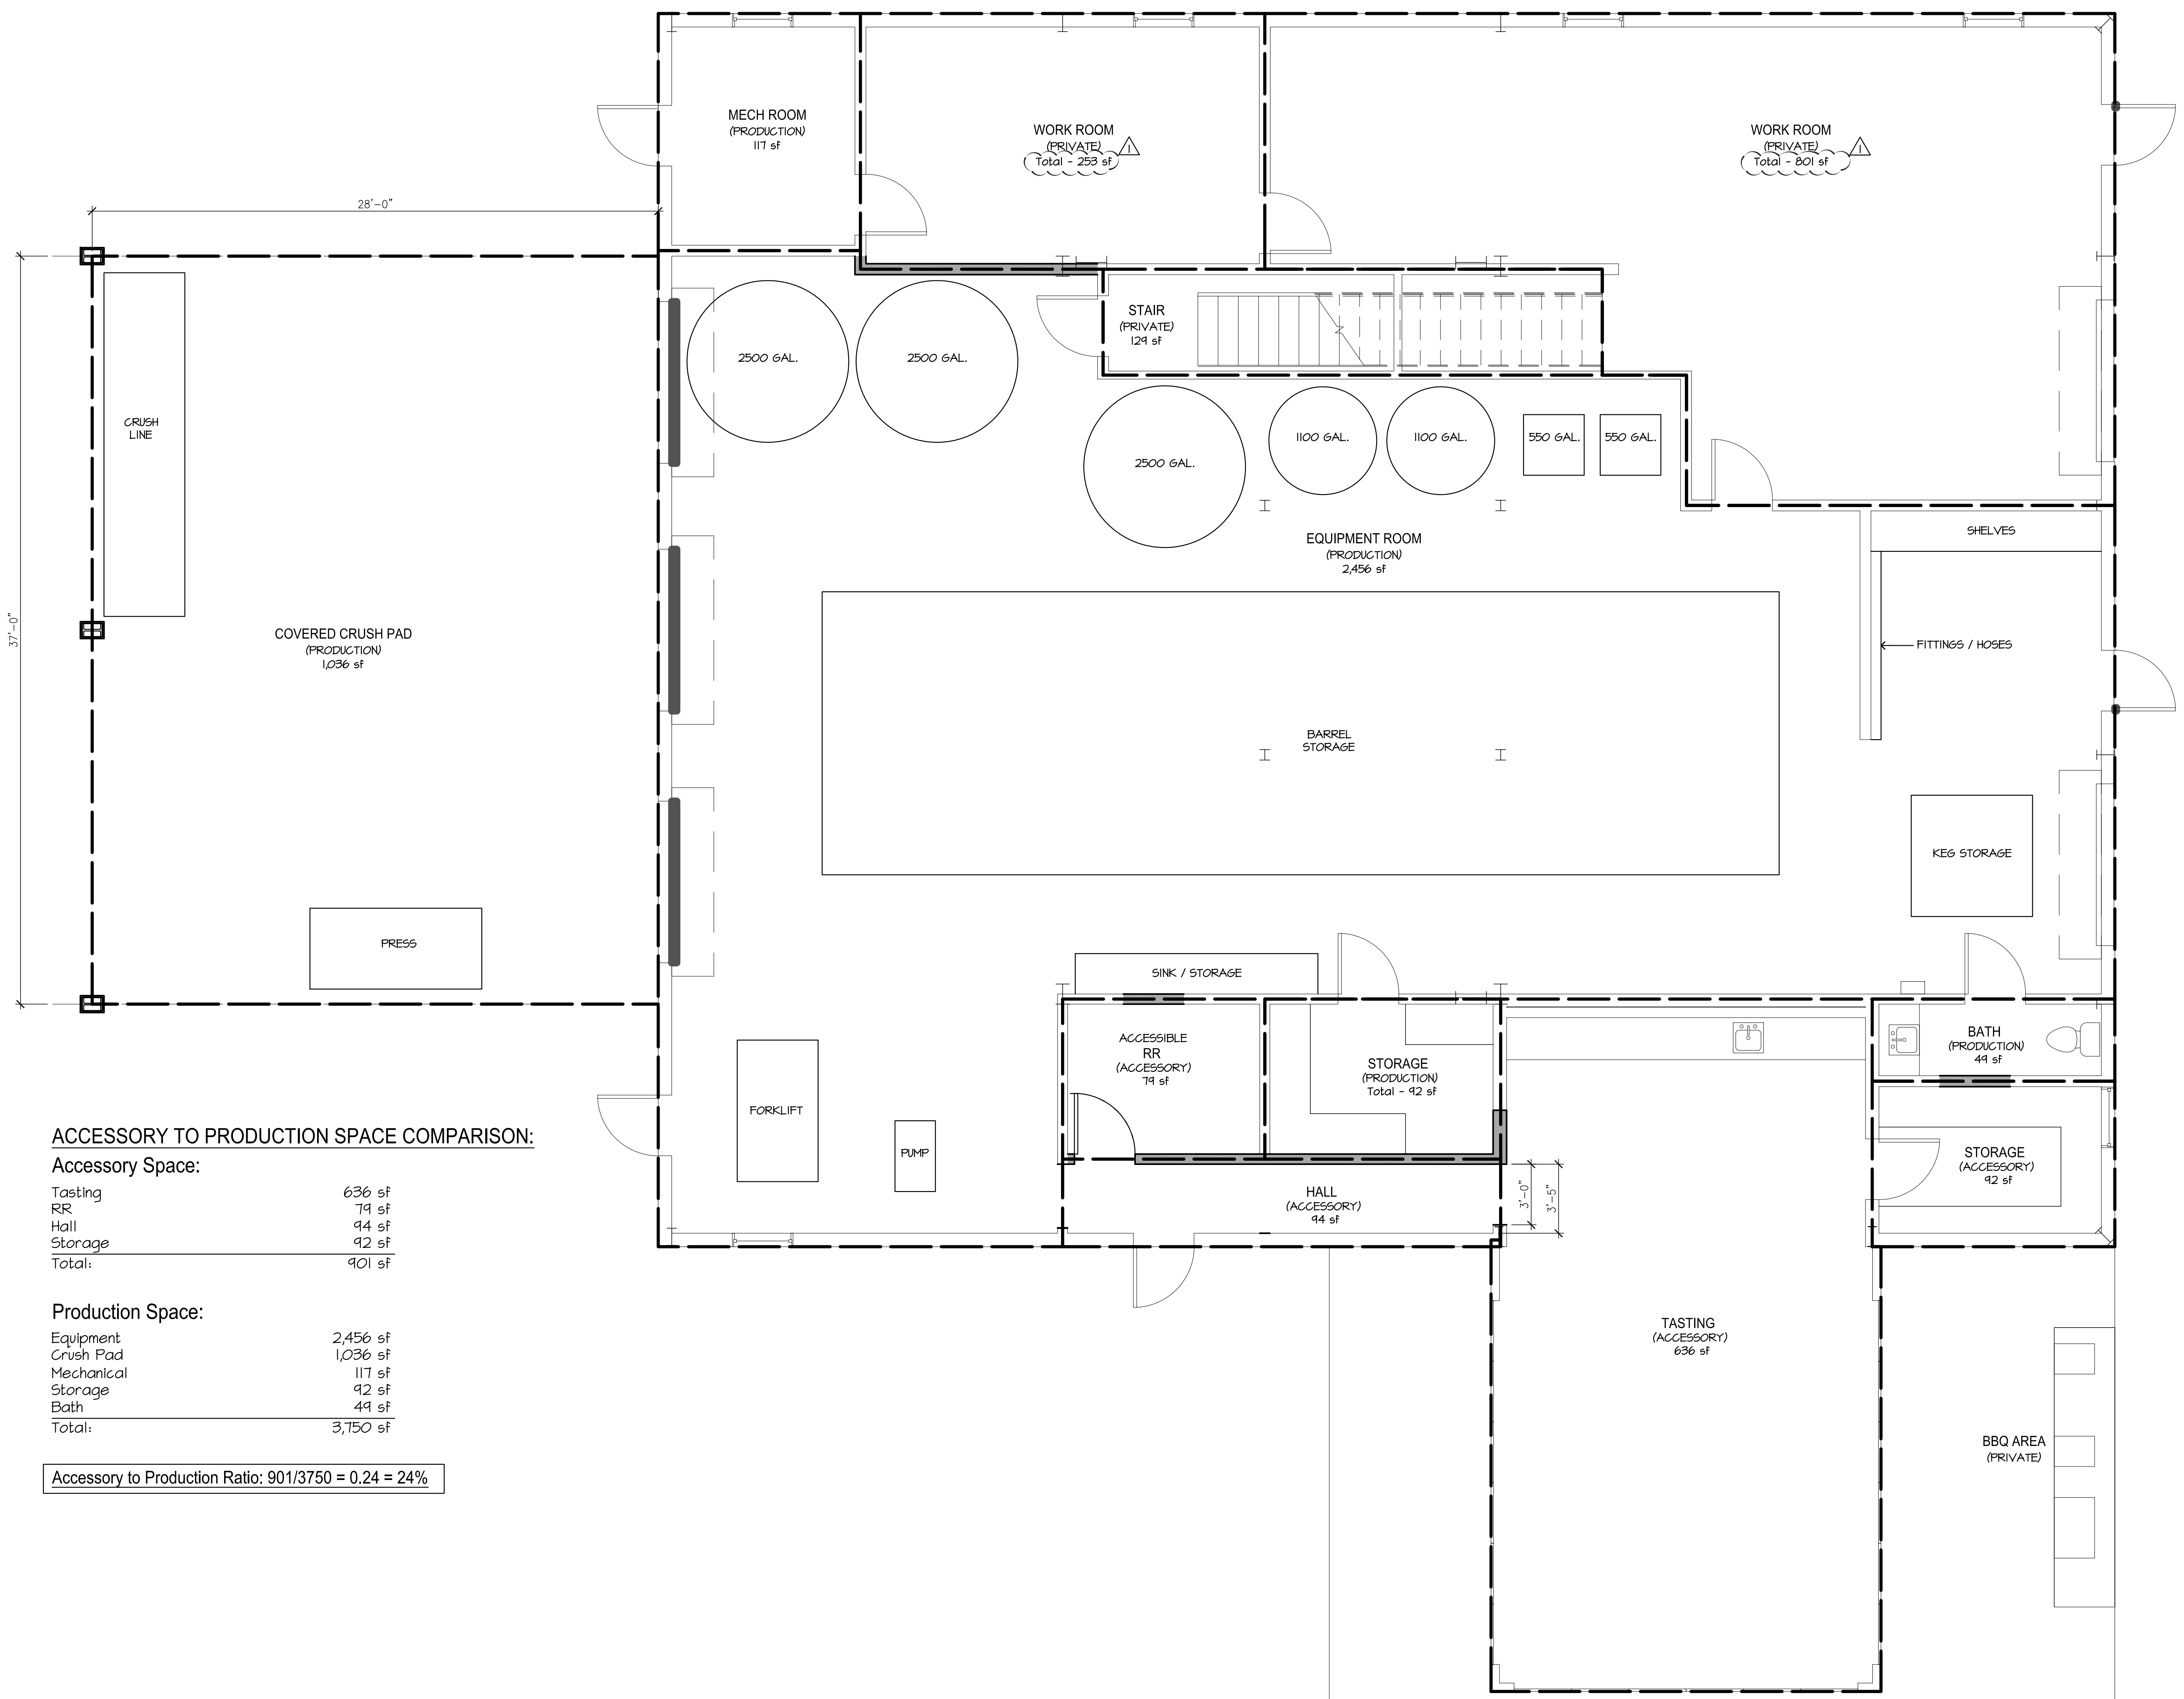 MECH ROOM
(PRODUCTION)
117 sf
WORK ROOM
(PRIVATE)
Total - 253 sf
1
WORK ROOM
(PRIVATE)
Total - 801 sf
1
28'-0"
37'-0"
CRUSH
LINE
COVERED CRUSH PAD
(PRODUCTION)
1,036 sf
PRESS
2500 GAL.
2500 GAL.
STAIR
(PRIVATE)
129 sf
2500 GAL.
1100 GAL.
1100 GAL.
550 GAL.
550 GAL.
EQUIPMENT ROOM
(PRODUCTION)
2,456 sf
SHELVES
FITTINGS / HOSES
BARREL
STORAGE
KEG STORAGE
SINK / STORAGE
ACCESSIBLE
RR
(ACCESSORY)
79 sf
STORAGE
(PRODUCTION)
Total - 92 sf
BATH
(PRODUCTION)
49 sf
FORKLIFT
PUMP
STORAGE
(ACCESSORY)
92 sf
HALL
(ACCESSORY)
94 sf
3'-0"
3'-5"
TASTING
(ACCESSORY)
636 sf
BBQ AREA
(PRIVATE)
ACCESSORY TO PRODUCTION SPACE COMPARISON:
Accessory Space:
Tasting 636 sf
RR 79 sf
Hall 94 sf
Storage 92 sf
Total: 901 sf
Production Space:
Equipment 2,456 sf
Crush Pad 1,036 sf
Mechanical 117 sf
Storage 92 sf
Bath 49 sf
Total: 3,750 sf
Accessory to Production Ratio: 901/3750 = 0.24 = 24%